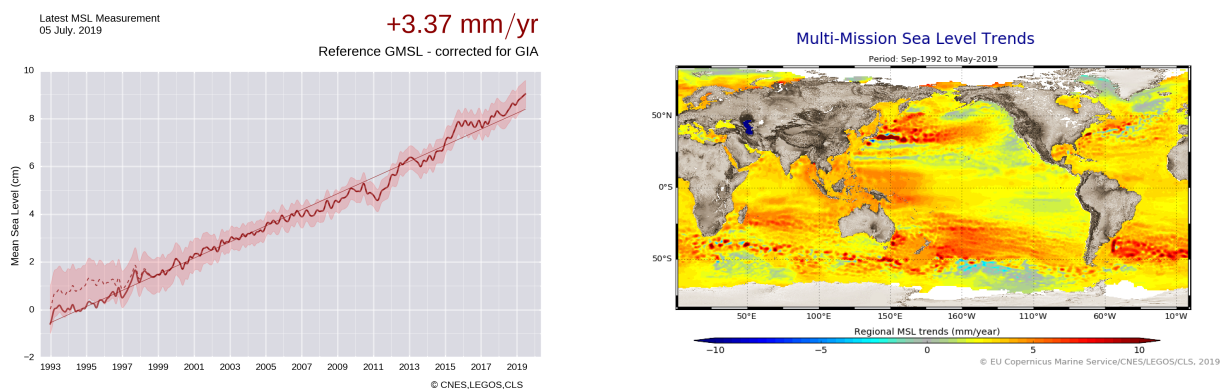 Latest MSL Measurement
05 July. 2019
+3.37 mm/yr
Reference GMSL - corrected for GIA
Mean Sea Level (cm)
10
8
6
4
2
0
−2
1993 1995 1997 1999 2001 2003 2005 2007 2009 2011 2013 2015 2017 2019
© CNES,LEGOS,CLS
Multi-Mission Sea Level Trends
Period: Sep-1992 to May-2019
50°N
0°S
50°S
50°E 100°E 150°E 160°W 110°W 60°W 10°W
Regional MSL trends (mm/year)
−10 −5 0 5 10
© EU Copernicus Marine Service/CNES/LEGOS/CLS, 2019